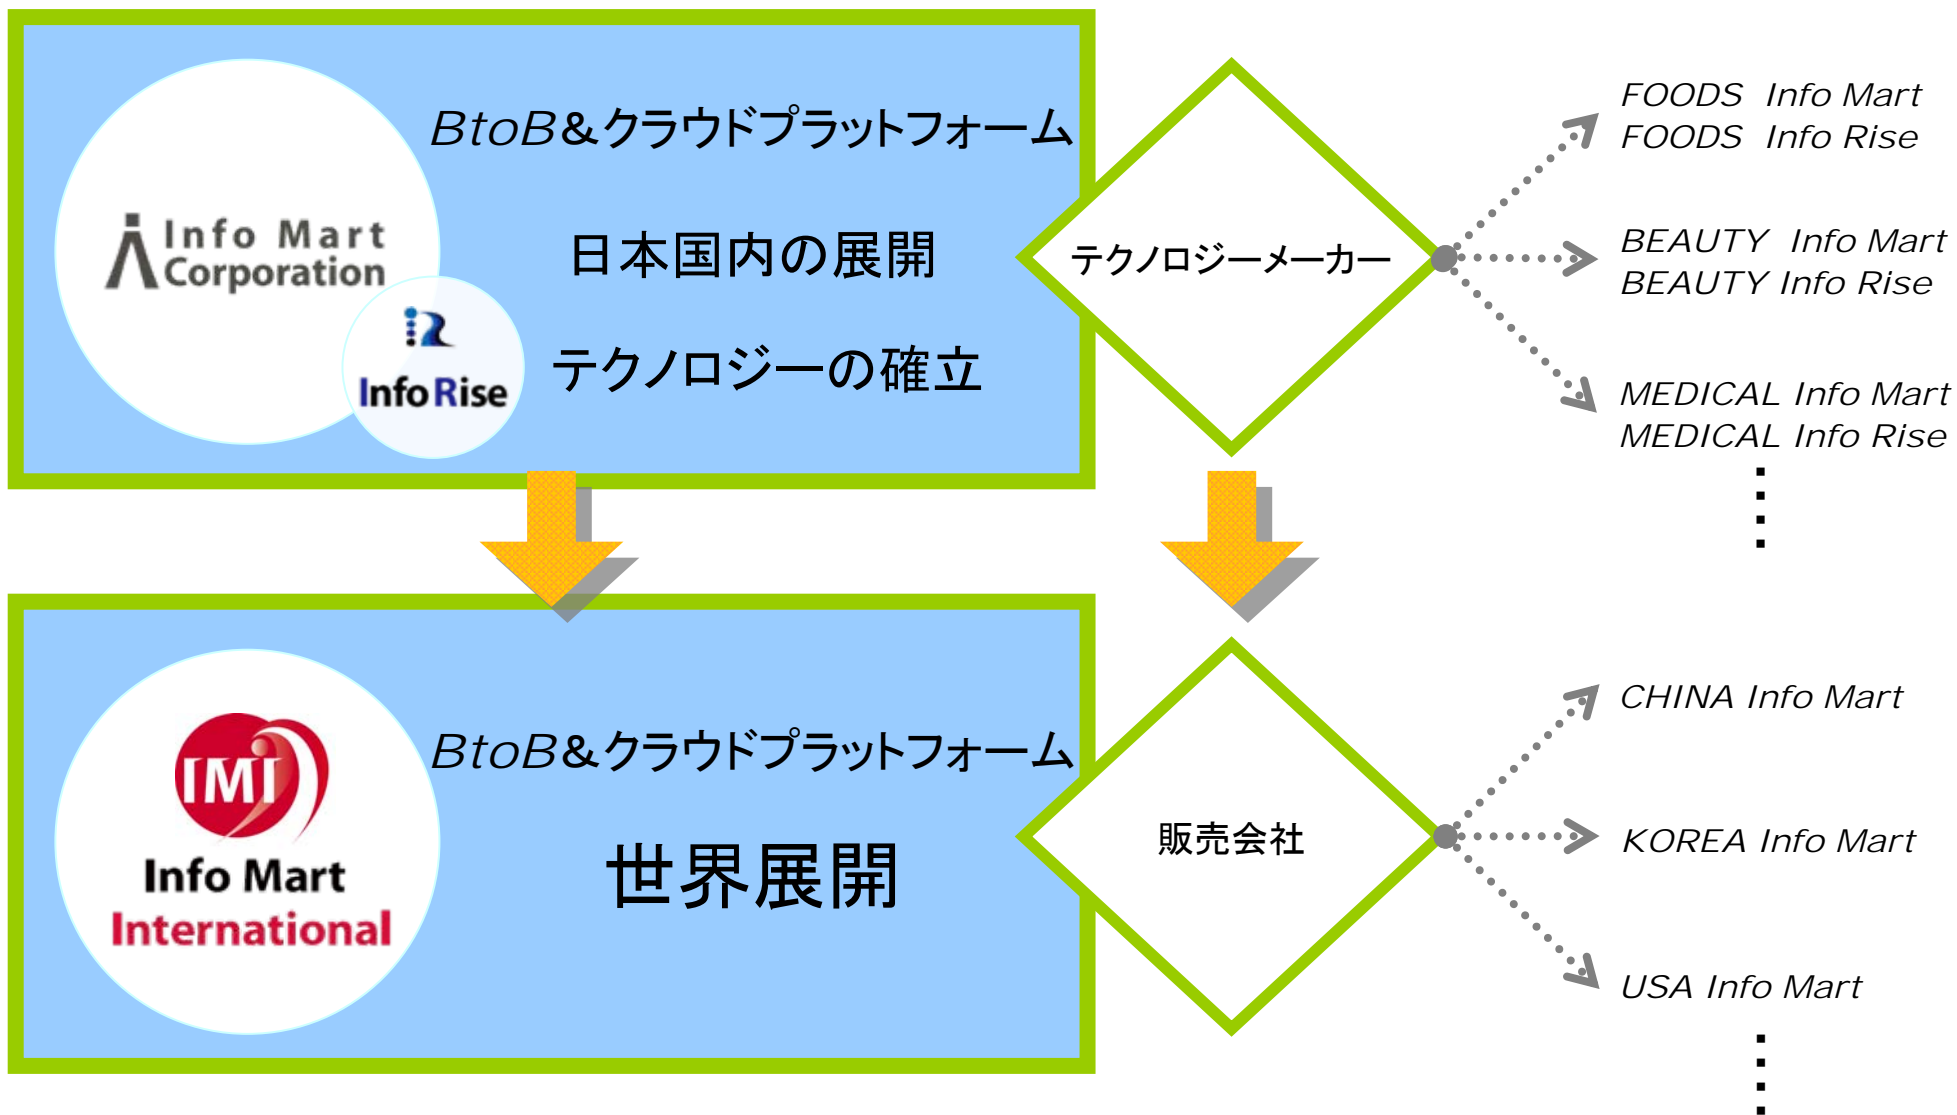 BtoB&クラウドプラットフォーム
Info Mart
Corporation
日本国内の展開
InfoRise
テクノロジーの確立
テクノロジーメーカー
FOODS Info Mart
FOODS Info Rise
BEAUTY Info Mart
BEAUTY Info Rise
MEDICAL Info Mart
MEDICAL Info Rise
BtoB&クラウドプラットフォーム
IMI
Info Mart
International
世界展開
販売会社
CHINA Info Mart
KOREA Info Mart
USA Info Mart